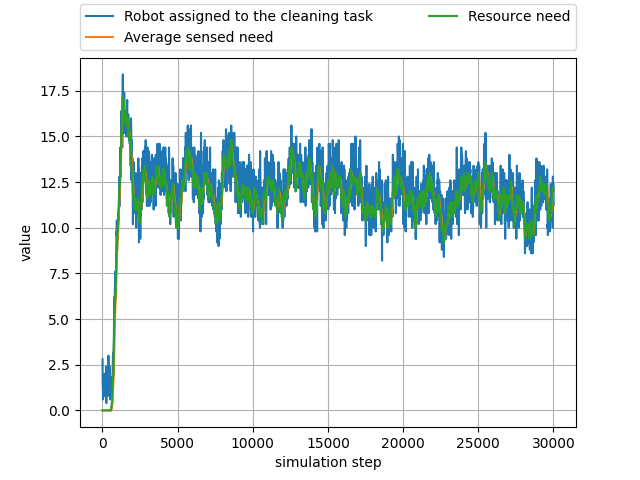 Robot assigned to the cleaning task
Average sensed need
Resource need
17.5
15.0
12.5
10.0
7.5
5.0
2.5
0.0
value
0 5000 10000 15000 20000 25000 30000
simulation step